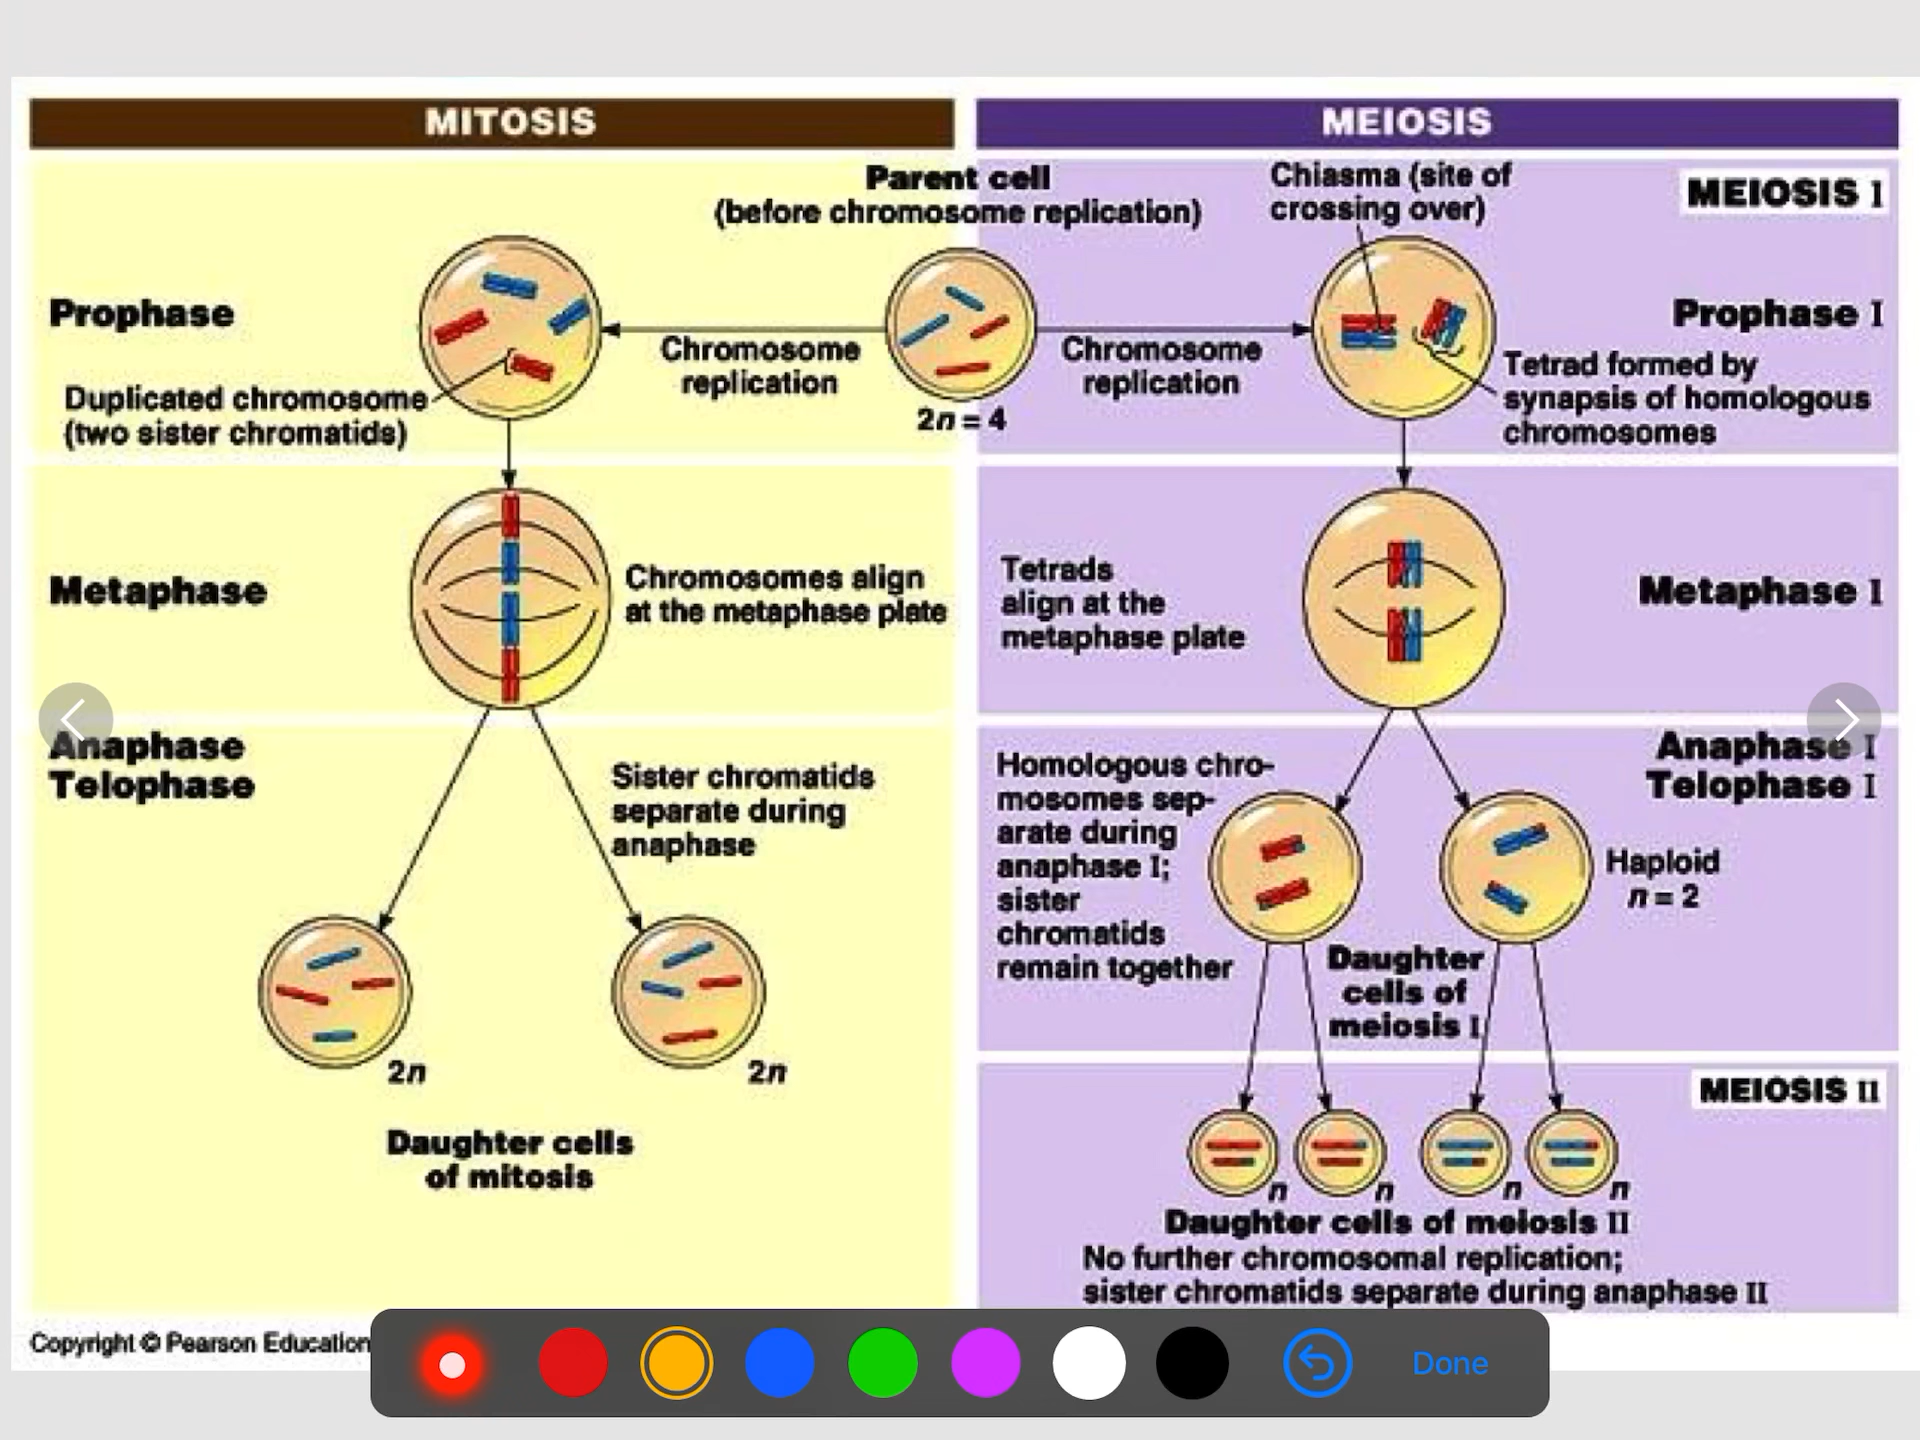 MITOSIS
MEIOSIS
Parent cell
(before chromosome replication)
Chiasma (site of
crossing over)
MEIOSIS I
Prophase
Prophase I
Chromosome
replication
Chromosome
replication
Duplicated chromosome
(two sister chromatids)
2n = 4
Tetrad formed by
synapsis of homologous
chromosomes
Metaphase
Chromosomes align
at the metaphase plate
Tetrads
align at the
metaphase plate
Metaphase I
Anaphase
Telophase
Sister chromatids
separate during
anaphase
Homologous chro-
mosomes sep-
arate during
anaphase I;
sister
chromatids
remain together
Anaphase I
Telophase I
Haploid
n = 2
Daughter
cells of
meiosis I
2n
2n
Daughter cells
of mitosis
MEIOSIS II
n
n
n
n
Daughter cells of meiosis II
No further chromosomal replication;
sister chromatids separate during anaphase II
Copyright © Pearson Education
Done